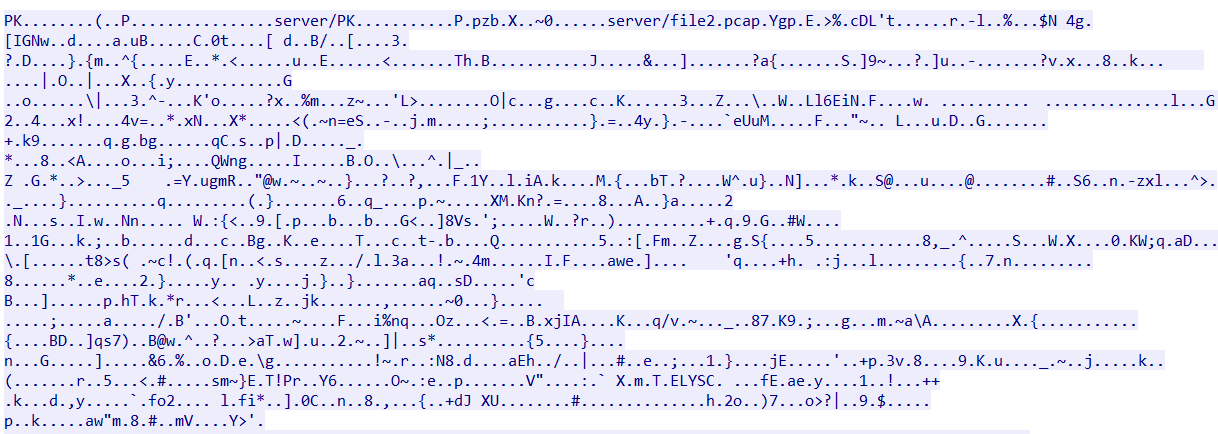 PK........(..P................server/PK...........P.pzb.X..~0......server/file2.pcap.Ygp.E.>%.cDL't......r.-l..%...$N 4g.
[IGNw..d....a.uB.....C.0t....[ d..B/..[....3.
?.D....}.{m..^{.....E..*.<......u..E......<.......Th.B..........J.....&...].......?a{.......S.]9~...?.]u..-.......?v.x...8..k...
....|.O..|...X..{.y............G
..o......\|...3.^-...K'o.....?x..%m...z~...'L>........O|c...g....c..K......3...Z...\..W..Ll6EiN.F....w. .......... ..............l...G
2..4...x!....4v=..*.xN...X*.....<(.~n=eS..-..j.m.....;...........}.=..4y.}.-....`eUuM.....F..."~.. L...u.D..G.......
+.k9.......q.g.bg......qC.s..p|.D....._.
*...8..<A....o...i;....QWng.....I.....B.O..\...^.|_..
Z .G.*..>..._5    .=Y.ugmR.."@w.~..~..}...?..?,...F.1Y..l.iA.k....M.{...bT.?....W^.u}..N]...*.k..S@...u....@........#..S6..n.-zxl...^>.
._....}..........q........(.}.......6..q_....p.~.....XM.Kn?.=....8...A..}a.....2
.N...s..I.w..Nn..... W.:{<..9.[.p...b...b...G<..]8Vs.';.....W..?r..)..........+.q.9.G..#W....
1..1G...k.;..b......d...c..Bg..K..e....T...c..t-.b....Q..........5..:[.Fm..Z....g.S{....5...........8,_.^.....S...W.X....0.KW;q.aD...
\.[......t8>s( .~c!.(.q.[n..<.s....z.../.l.3a...!.~.4m......I.F....awe.]....    'q....+h. .:j...l........{..7.n.........
8......*..e....2.}.....y.. .y....j.}..}.......aq..sD.....'c
B...]......p.hT.k.*r...<...L..z..jk.......,......~0...}.....
.....;.....a...../.B'...O.t.....~....F...i%nq...Oz...<.=..B.xjIA....K...q/v.~..._..87.K9.;...g...m.~a\A........X.{...........
{....BD..]qs7)..B@w.^..?...>aT.w].u..2.~..]|..s*..........{5....}....
n...G....].....&6.%..o.D.e.\g............!~.r..:N8.d....aEh../..|...#..e..;...1.}....jE.....'..+p.3v.8....9.K.u...._.~..j.....k..
(.......r..5...<.#.....sm~}E.T!Pr..Y6......O~.:e..p.......V"....:.` X.m.T.ELYSC. ...fE.ae.y....1..!...++
.k...d.,y.....`.fo2.... l.fi*..].0C..n..8.,...{..+dJ XU.......#.............h.2o..)7...o>?|..9.$.....
p..k.....aw"m.8.#..mV....Y>'.